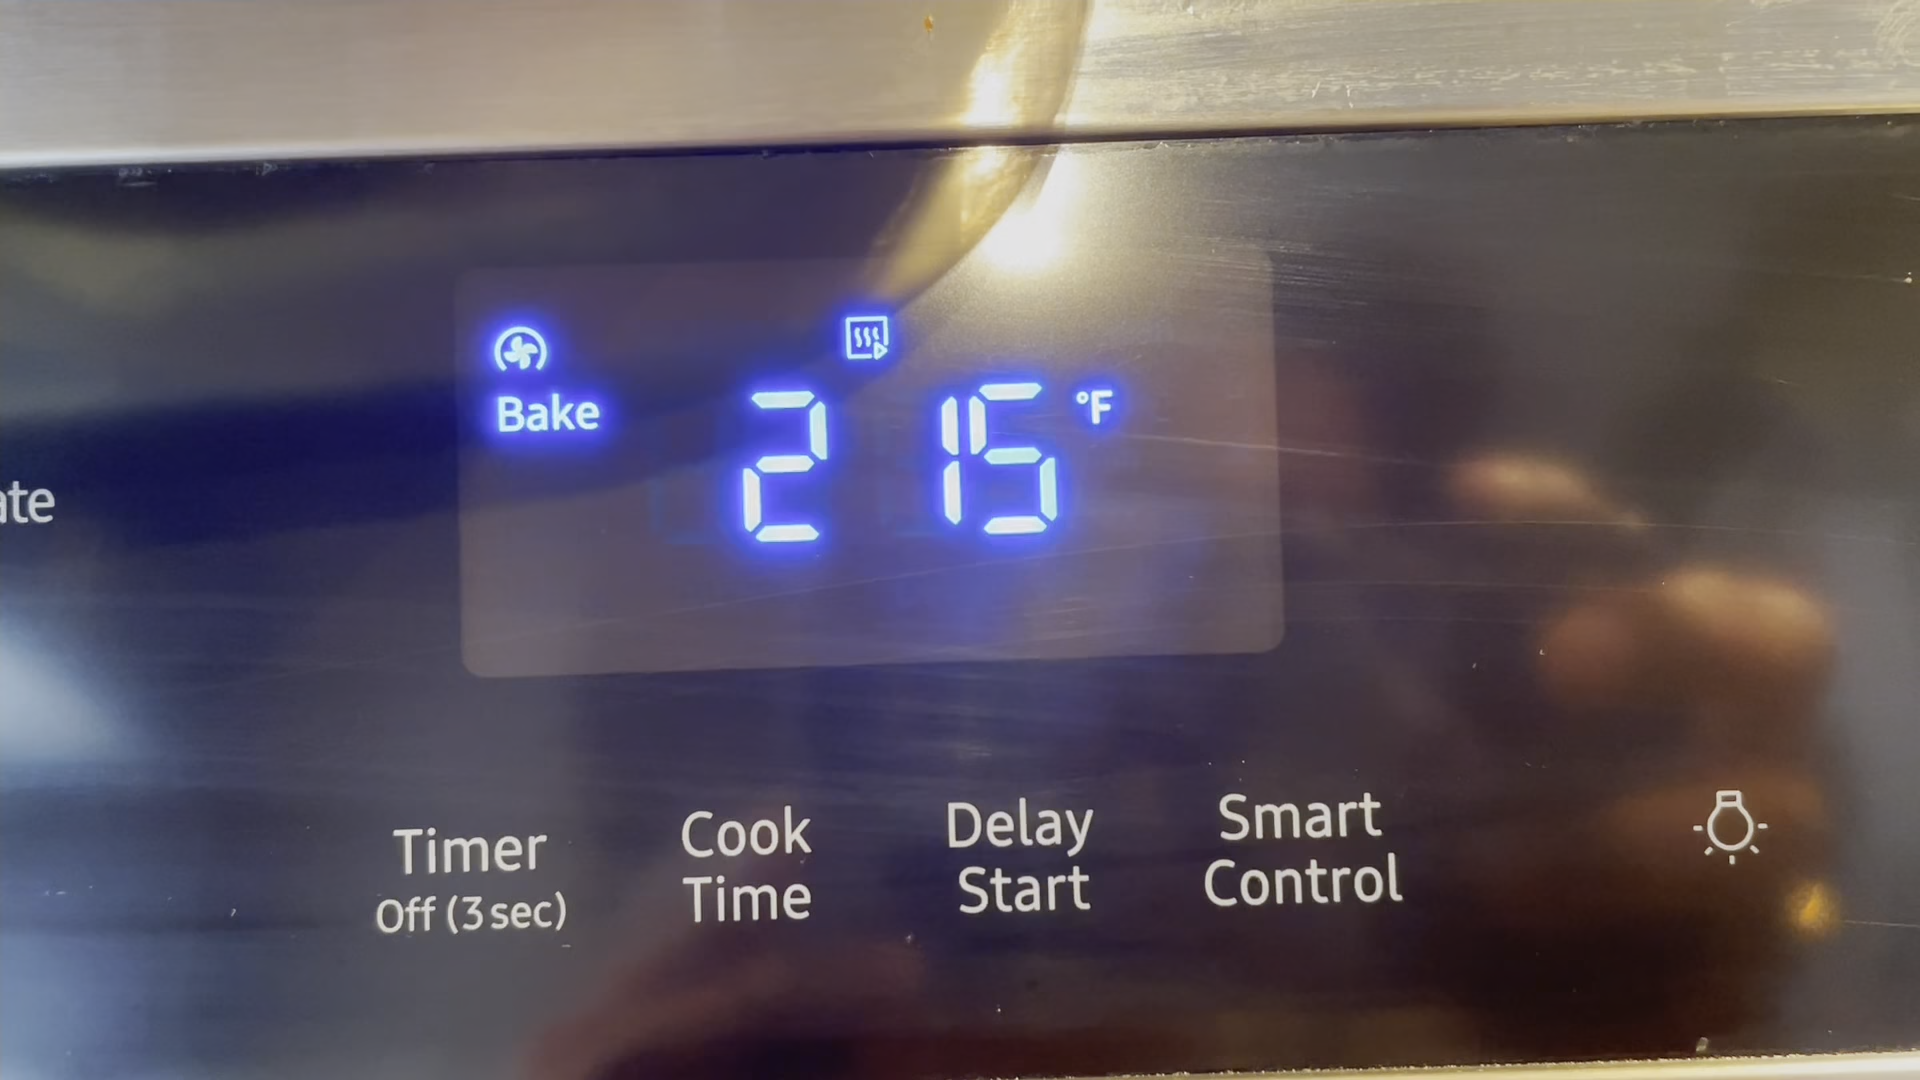 Bake
215 °F
ate
Timer
Off (3 sec)
Cook
Time
Delay
Start
Smart
Control